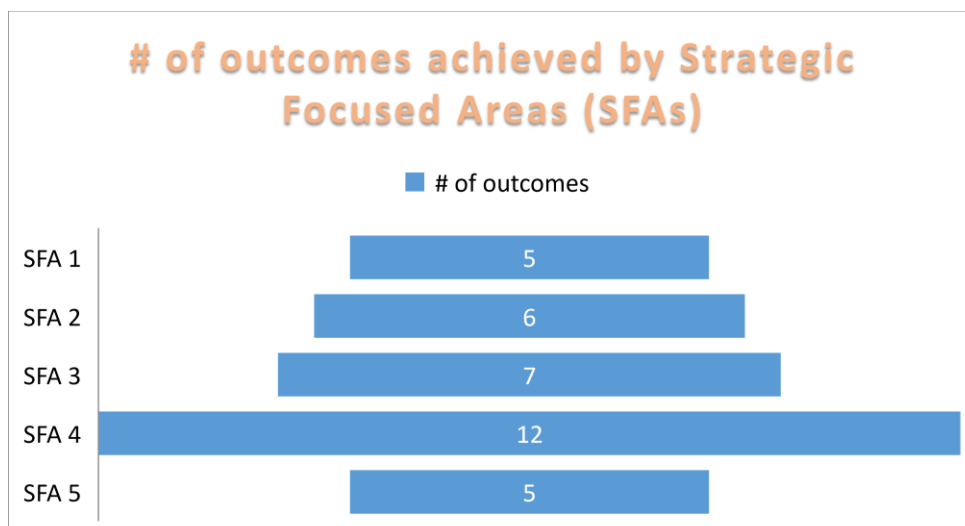 # of outcomes achieved by Strategic
Focused Areas (SFAs)
# of outcomes
SFA 1
5
SFA 2
6
SFA 3
7
SFA 4
12
SFA 5
5